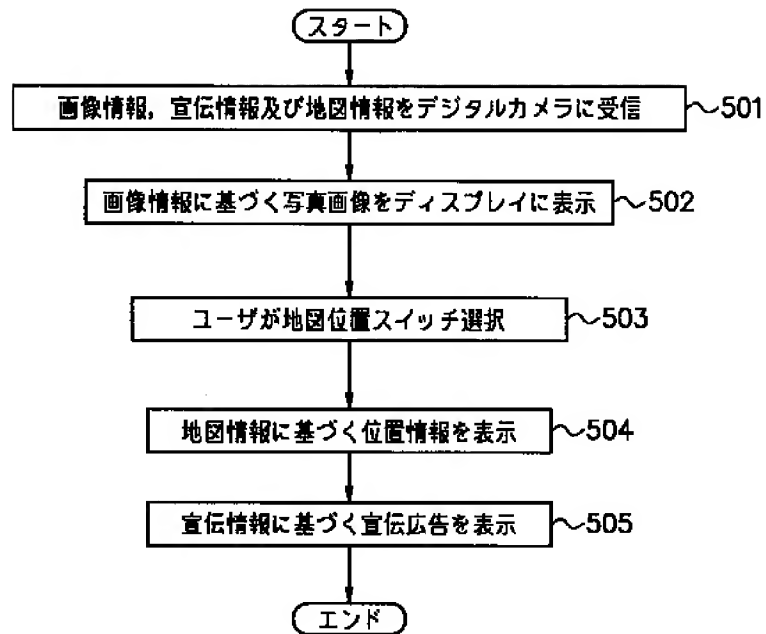 スタート
画像情報，宣伝情報及び地図情報をデジタルカメラに受信 501
画像情報に基づく写真画像をディスプレイに表示 502
ユーザが地図位置スイッチ選択 503
地図情報に基づく位置情報を表示 504
宣伝情報に基づく宣伝広告を表示 505
エンド